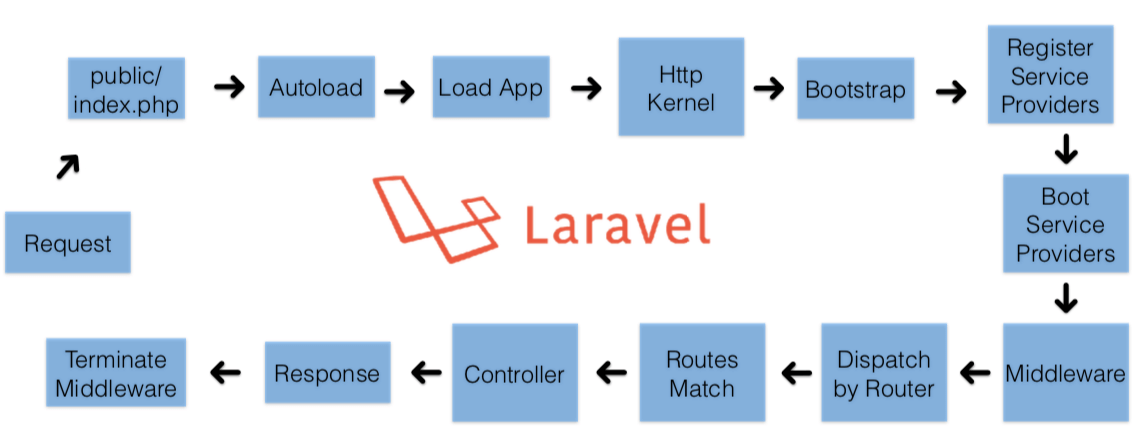 Request
public/
index.php
Autoload
Load App
Http
Kernel
Bootstrap
Register
Service
Providers
Boot
Service
Providers
Middleware
Dispatch
by Router
Routes
Match
Controller
Response
Terminate
Middleware
Laravel